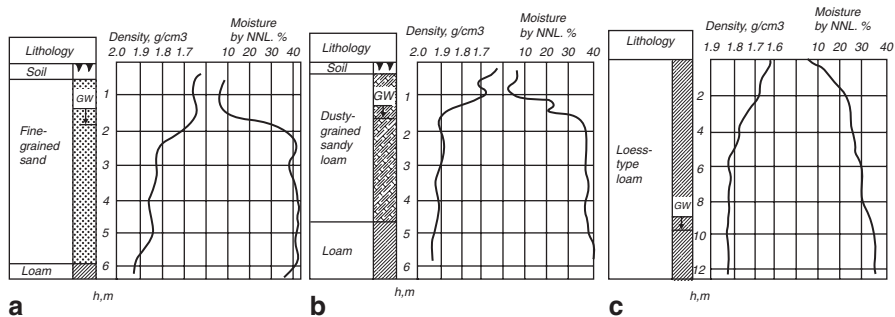 Density, g/cm3 Moisture by NNL. %
2.0 1.9 1.8 1.7 10 20 30 40
Lithology
Soil
GW
Fine-
grained
sand
Loam
1
2
3
4
5
6
h,m
a
Density, g/cm3 Moisture by NNL. %
2.0 1.9 1.8 1.7 10 20 30 40
Lithology
Soil
GW
Dusty-
grained
sandy
loam
Loam
1
2
3
4
5
6
h,m
b
Density, g/cm3 Moisture by NNL. %
1.9 1.8 1.7 1.6 10 20 30 40
Lithology
Loess-
type
loam
GW
2
4
6
8
10
12
h,m
c